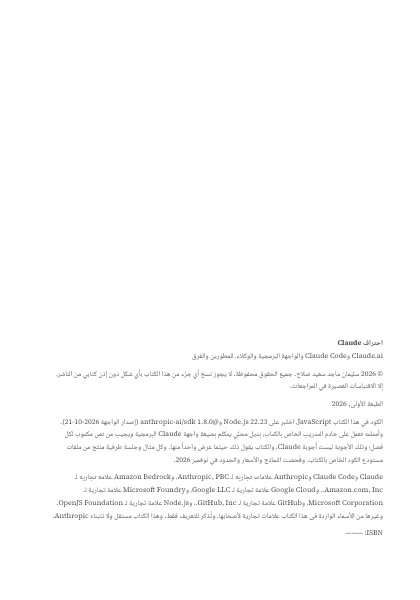 احتراف Claude
Claude.ai وClaude Code والواجهة البرمجية والوكلاء، للمطورين والفرق
© 2026 سليمان ماجد سعيد صلاح. جميع الحقوق محفوظة. لا يجوز نسخ أي جزء من هذا الكتاب بأي شكل دون إذن كتابي من الناشر،
إلا الاقتباسات القصيرة في المراجعات.
الطبعة الأولى، 2026
الكود في هذا الكتاب JavaScript، اختبر على Node.js 22.23 و@anthropic-ai/sdk 1.8.0 (إصدار الواجهة 2026-10-21).
وأمثلته تعمل على خادم التدريب الخاص بالكتاب، بديل محلي يتكلم بصيغة واجهة Claude البرمجية ويجيب من نص مكتوب لكل
فصل؛ وتلك الأجوبة ليست أجوبة Claude، والكتاب يقول ذلك حيثما عرض واحداً منها. وكل مثال وجلسة طرفية منتج من ملفات
مستودع الكود الخاص بالكتاب. وفُحصت النماذج والأسعار والحدود في نوفمبر 2026.
Claude وClaude Code وAnthropic علامات تجارية لـ Anthropic, PBC، وAmazon Bedrock علامة تجارية لـ
Amazon.com, Inc.، وGoogle Cloud علامة تجارية لـ Google LLC، وMicrosoft Foundry علامة تجارية لـ
Microsoft Corporation، وGitHub علامة تجارية لـ GitHub, Inc.، وNode.js علامة تجارية لـ OpenJS Foundation.
وغيرها من الأسماء الواردة في هذا الكتاب علامات تجارية لأصحابها، وتُذكر للتعريف فقط. وهذا الكتاب مستقل ولا تتبناه Anthropic.
ISBN: ———